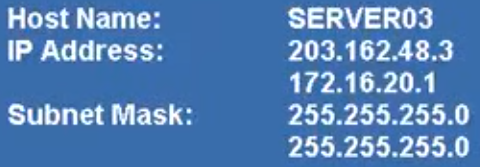 Host Name: SERVER03
IP Address: 203.162.48.3
172.16.20.1
Subnet Mask: 255.255.255.0
255.255.255.0